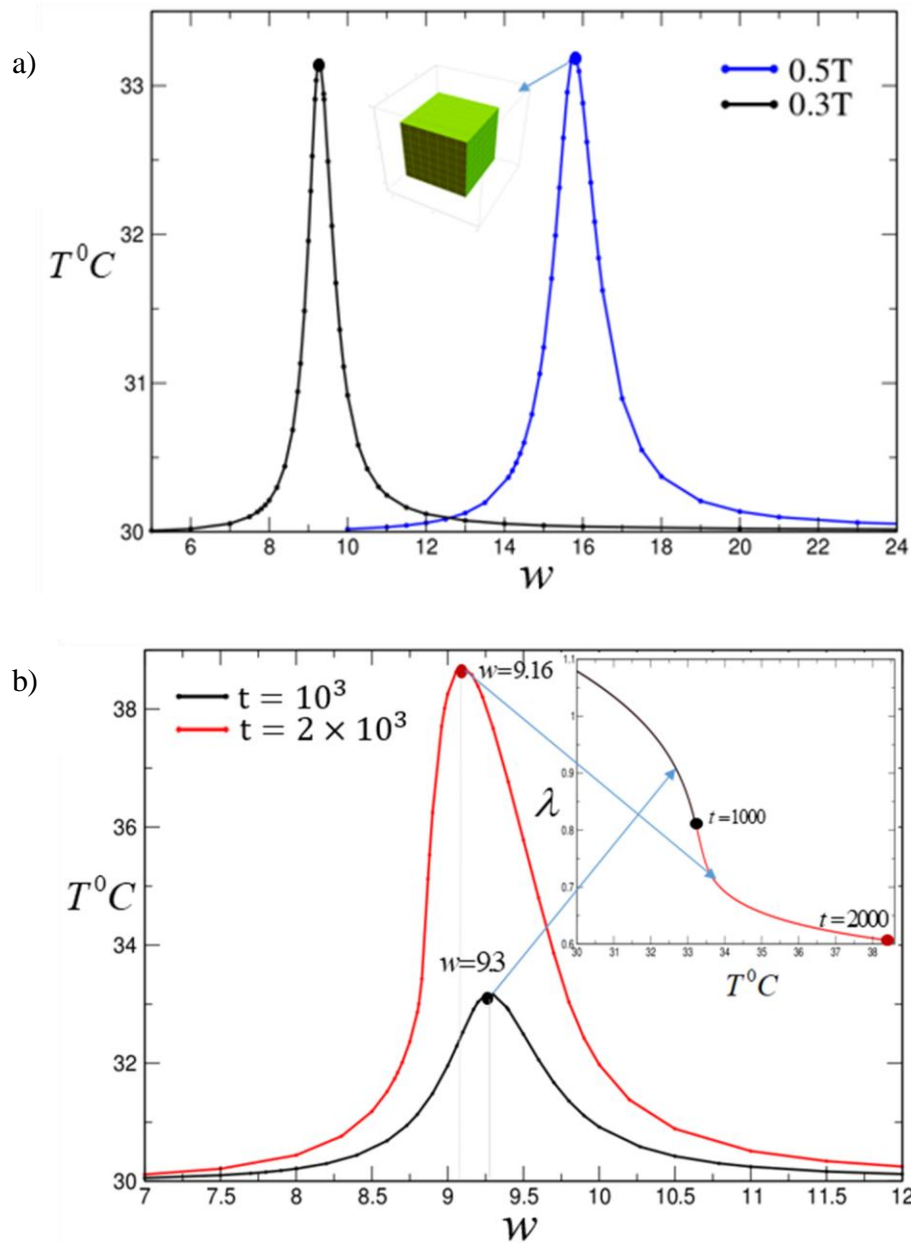 a)
33
32
31
30
T⁰C
0.5T
0.3T
6 8 10 12 14 16 18 20 22 24
w
b)
38
36
34
32
30
T⁰C
t = 10³
t = 2 × 10³
w=9.16
w=9.3
1.1
1
0.9
0.8
0.7
0.6
λ
t=1000
t=2000
30 31 32 33 34 35 36 37 38
T⁰C
7 7.5 8 8.5 9 9.5 10 10.5 11 11.5 12
w